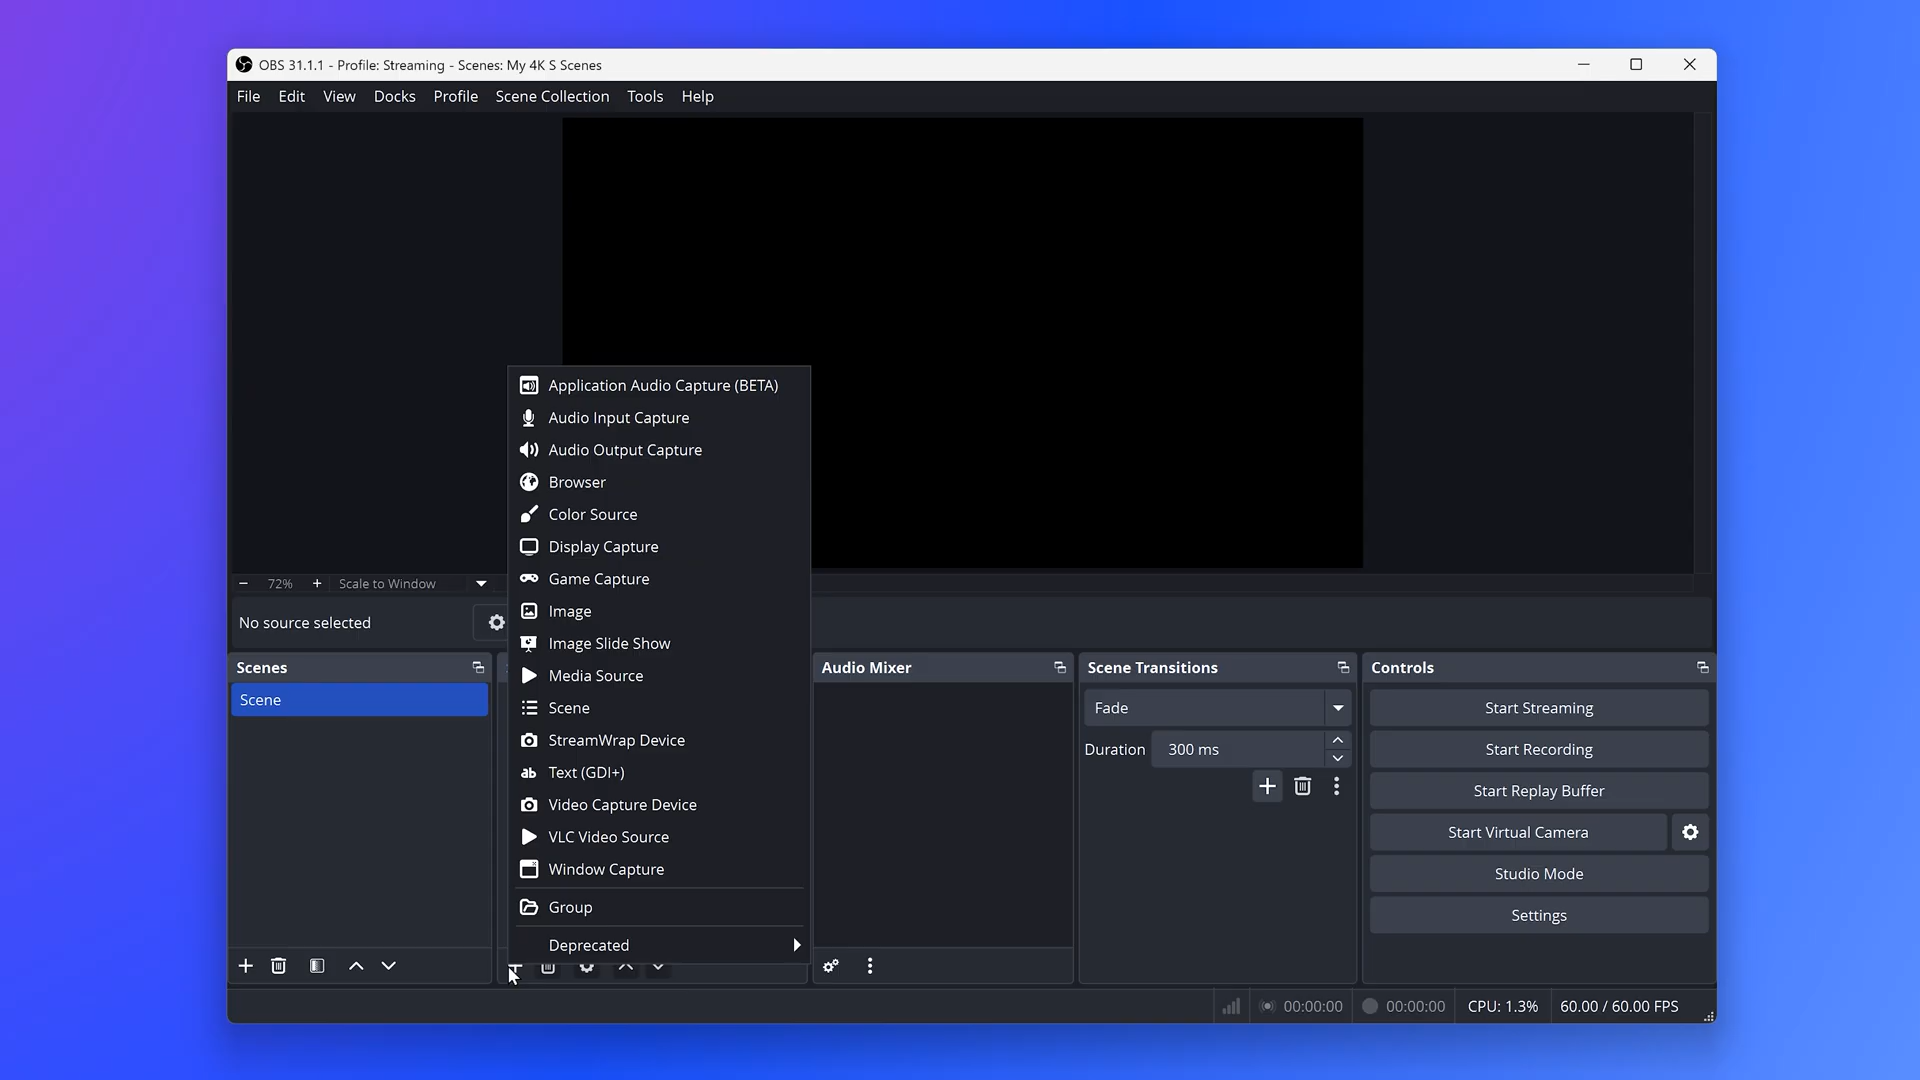 OBS 31.1.1 - Profile: Streaming - Scenes: My 4K S Scenes
File Edit View Docks Profile Scene Collection Tools Help
Application Audio Capture (BETA)
Audio Input Capture
Audio Output Capture
Browser
Color Source
Display Capture
Game Capture
Image
Image Slide Show
Media Source
Scene
StreamWrap Device
ab Text (GDI+)
Video Capture Device
VLC Video Source
Window Capture
Group
Deprecated
72% Scale to Window
No source selected
Scenes
Scene
Audio Mixer
Scene Transitions
Fade
Duration 300 ms
Controls
Start Streaming
Start Recording
Start Replay Buffer
Start Virtual Camera
Studio Mode
Settings
00:00:00 00:00:00 CPU: 1.3% 60.00 / 60.00 FPS